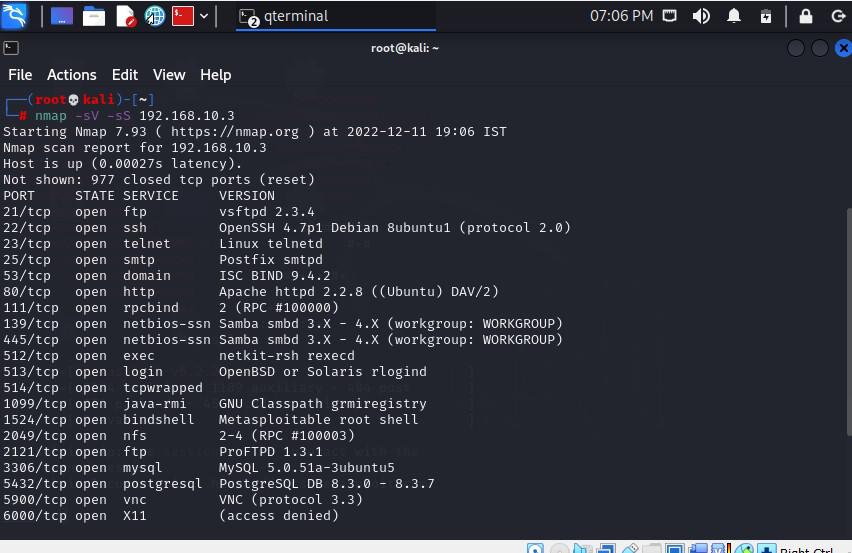 qterminal
07:06 PM
root@kali: ~
File Actions Edit View Help
┌──(root💀kali)-[~]
└─# nmap -sV -sS 192.168.10.3
Starting Nmap 7.93 ( https://nmap.org ) at 2022-12-11 19:06 IST
Nmap scan report for 192.168.10.3
Host is up (0.00027s latency).
Not shown: 977 closed tcp ports (reset)
PORT     STATE SERVICE     VERSION
21/tcp   open  ftp         vsftpd 2.3.4
22/tcp   open  ssh         OpenSSH 4.7p1 Debian 8ubuntu1 (protocol 2.0)
23/tcp   open  telnet      Linux telnetd
25/tcp   open  smtp        Postfix smtpd
53/tcp   open  domain      ISC BIND 9.4.2
80/tcp   open  http        Apache httpd 2.2.8 ((Ubuntu) DAV/2)
111/tcp  open  rpcbind     2 (RPC #100000)
139/tcp  open  netbios-ssn Samba smbd 3.X - 4.X (workgroup: WORKGROUP)
445/tcp  open  netbios-ssn Samba smbd 3.X - 4.X (workgroup: WORKGROUP)
512/tcp  open  exec        netkit-rsh rexecd
513/tcp  open  login       OpenBSD or Solaris rlogind
514/tcp  open  tcpwrapped
1099/tcp open  java-rmi    GNU Classpath grmiregistry
1524/tcp open  bindshell   Metasploitable root shell
2049/tcp open  nfs         2-4 (RPC #100003)
2121/tcp open  ftp         ProFTPD 1.3.1
3306/tcp open  mysql       MySQL 5.0.51a-3ubuntu5
5432/tcp open  postgresql  PostgreSQL DB 8.3.0 - 8.3.7
5900/tcp open  vnc         VNC (protocol 3.3)
6000/tcp open  X11         (access denied)
Right Ctrl